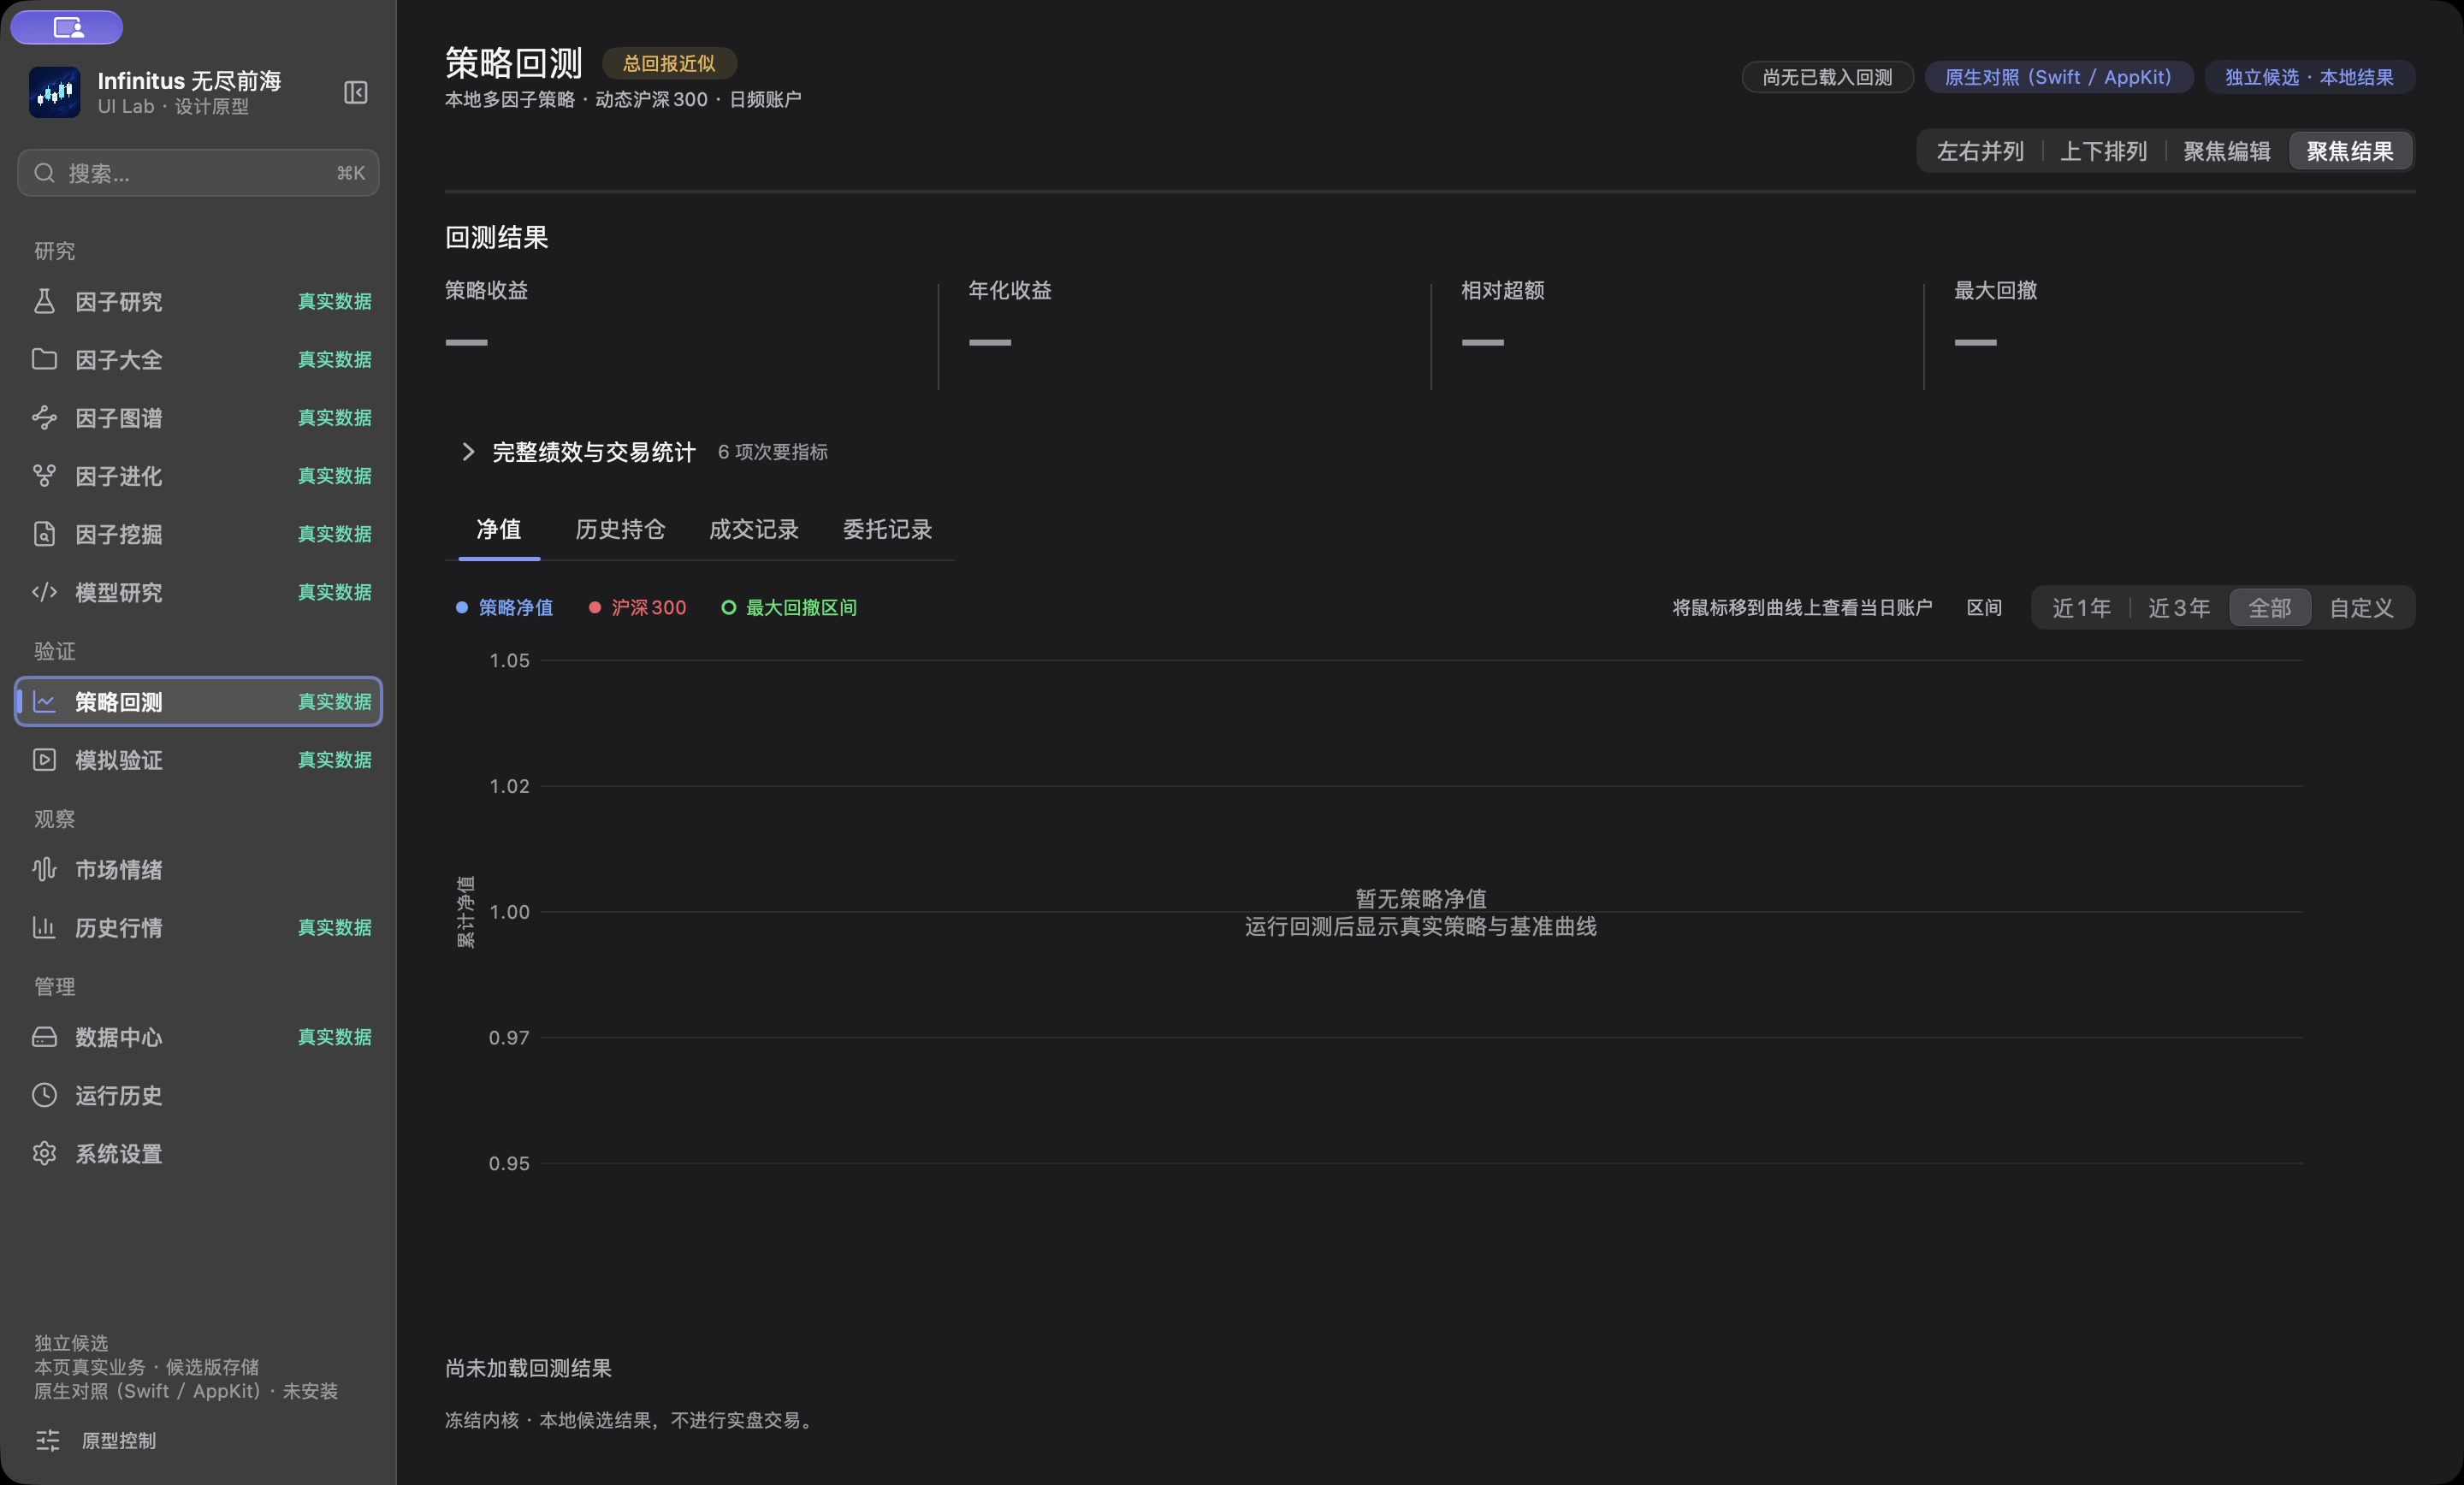 Infinitus 无尽前海
UI Lab · 设计原型
搜索...
⌘K
研究
因子研究 真实数据
因子大全 真实数据
因子图谱 真实数据
因子进化 真实数据
因子挖掘 真实数据
模型研究 真实数据
验证
策略回测 真实数据
模拟验证 真实数据
观察
市场情绪
历史行情 真实数据
管理
数据中心 真实数据
运行历史
系统设置
独立候选
本页真实业务 · 候选版存储
原生对照 (Swift / AppKit) · 未安装
原型控制
策略回测 总回报近似
本地多因子策略 · 动态沪深300 · 日频账户
尚无已载入回测 原生对照 (Swift / AppKit) 独立候选 · 本地结果
左右并列 上下排列 聚焦编辑 聚焦结果
回测结果
策略收益 年化收益 相对超额 最大回撤
— — — —
完整绩效与交易统计 6 项次要指标
净值 历史持仓 成交记录 委托记录
策略净值 沪深300 最大回撤区间 将鼠标移到曲线上查看当日账户 区间 近1年 近3年 全部 自定义
1.05
1.02
1.00
0.97
0.95
累计净值
暂无策略净值
运行回测后显示真实策略与基准曲线
尚未加载回测结果
冻结内核 · 本地候选结果，不进行实盘交易。